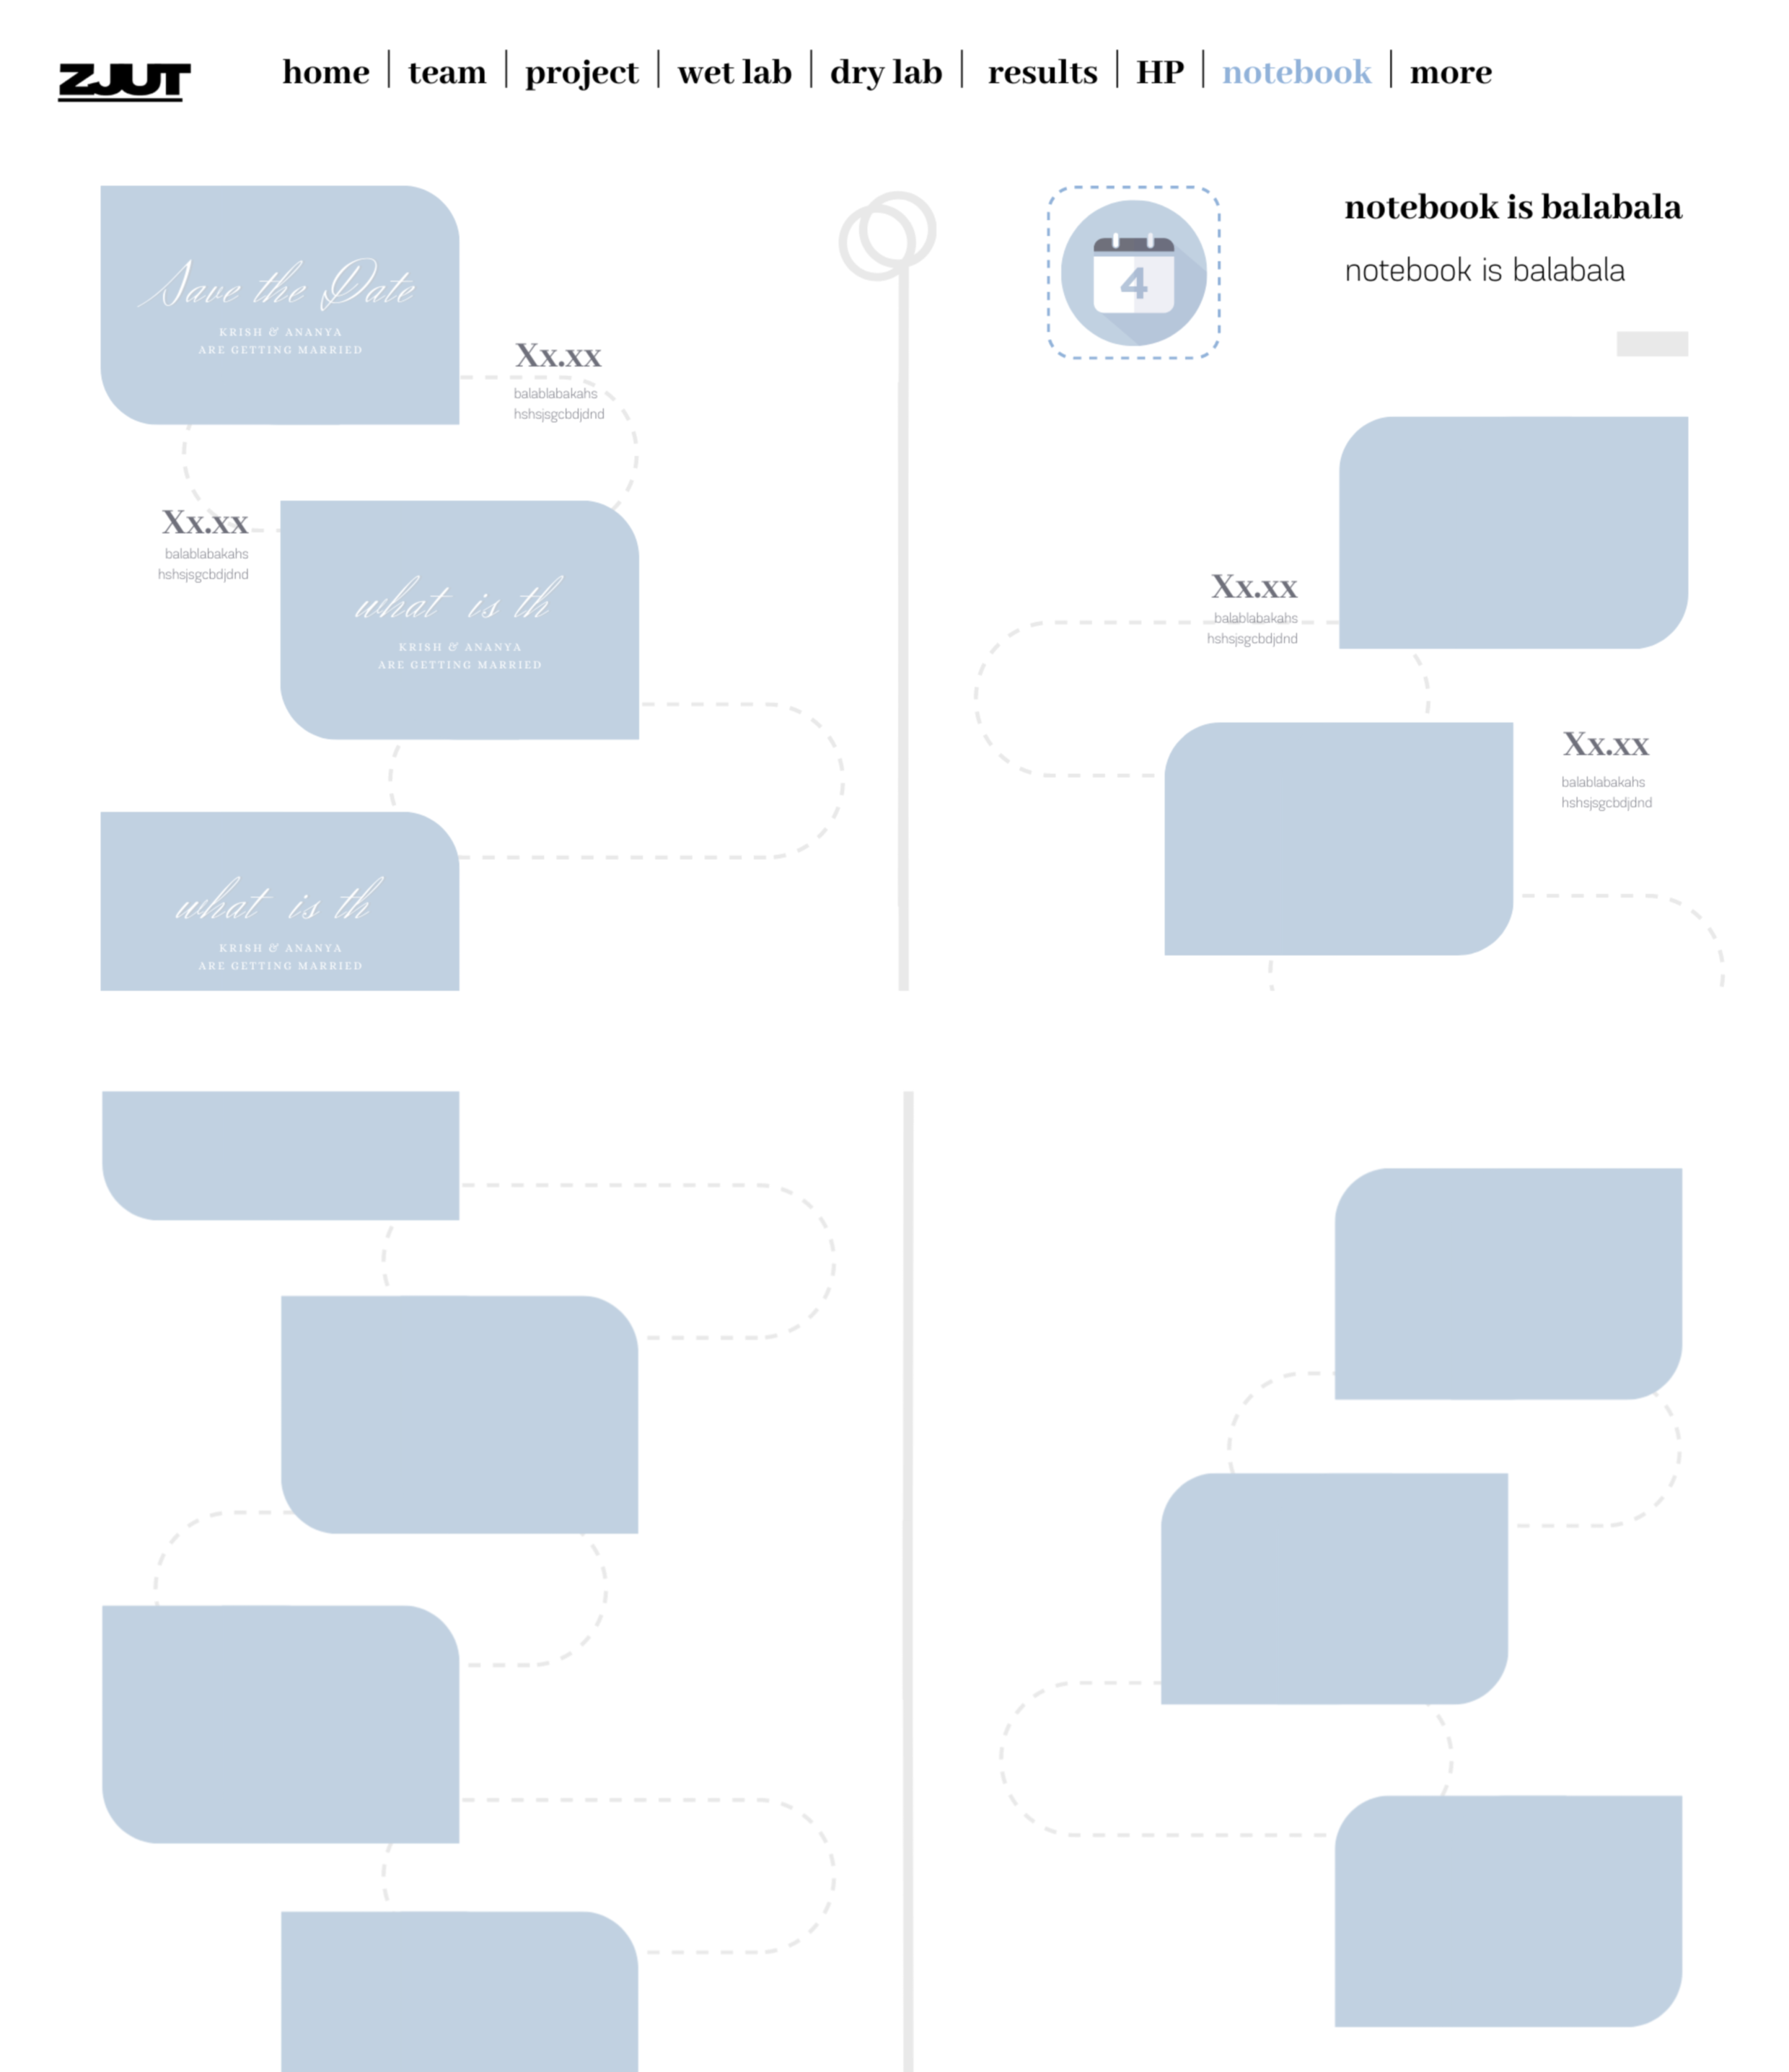 ZJUT
home | team | project | wet lab | dry lab | results | HP | notebook | more
Save the Date
KRISH & ANANYA
ARE GETTING MARRIED
Xx.xx
balablabakahs
hshsjsgcbdjdnd
Xx.xx
balablabakahs
hshsjsgcbdjdnd
what is th
KRISH & ANANYA
ARE GETTING MARRIED
what is th
KRISH & ANANYA
ARE GETTING MARRIED
4
notebook is balabala
notebook is balabala
Xx.xx
balablabakahs
hshsjsgcbdjdnd
Xx.xx
balablabakahs
hshsjsgcbdjdnd